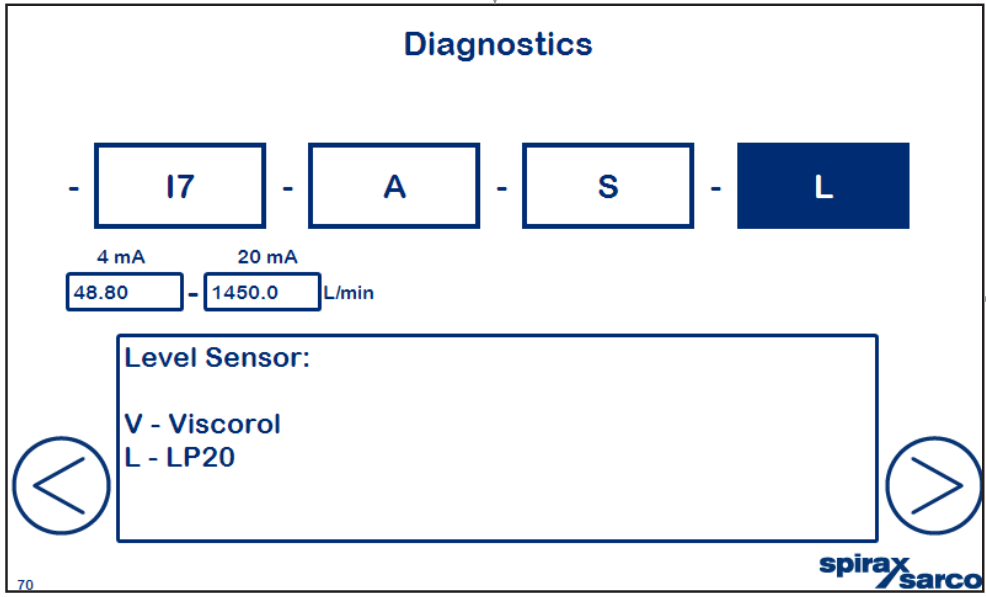 Diagnostics
- I7 - A - S - L
4 mA 20 mA
48.80 - 1450.0 L/min
Level Sensor:
V - Viscorol
L - LP20
< >
70
spirax
sarco